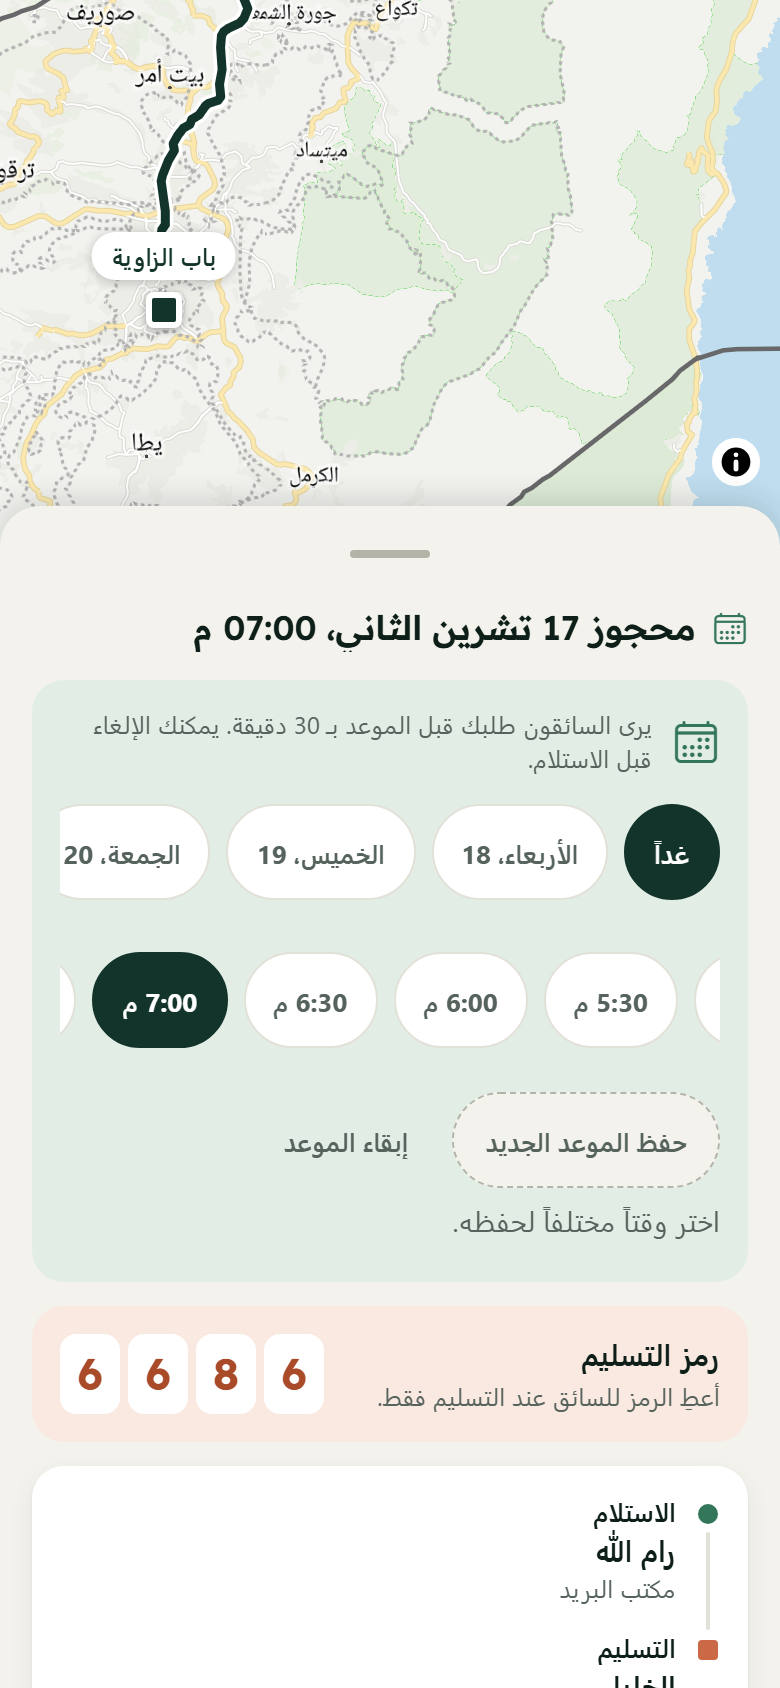 صوريف
جورة الشمع
تكواع
بيت أمر
ميتساد
باب الزاوية
يطا
الكرمل
محجوز 17 تشرين الثاني، 07:00 م
يرى السائقون طلبك قبل الموعد بـ 30 دقيقة. يمكنك الإلغاء
قبل الاستلام.
غداً
الأربعاء، 18
الخميس، 19
الجمعة، 20
5:30 م
6:00 م
6:30 م
7:00 م
حفظ الموعد الجديد
إبقاء الموعد
اختر وقتاً مختلفاً لحفظه.
رمز التسليم
6 8 6 6
أعطِ الرمز للسائق عند التسليم فقط.
الاستلام
رام الله
مكتب البريد
التسليم